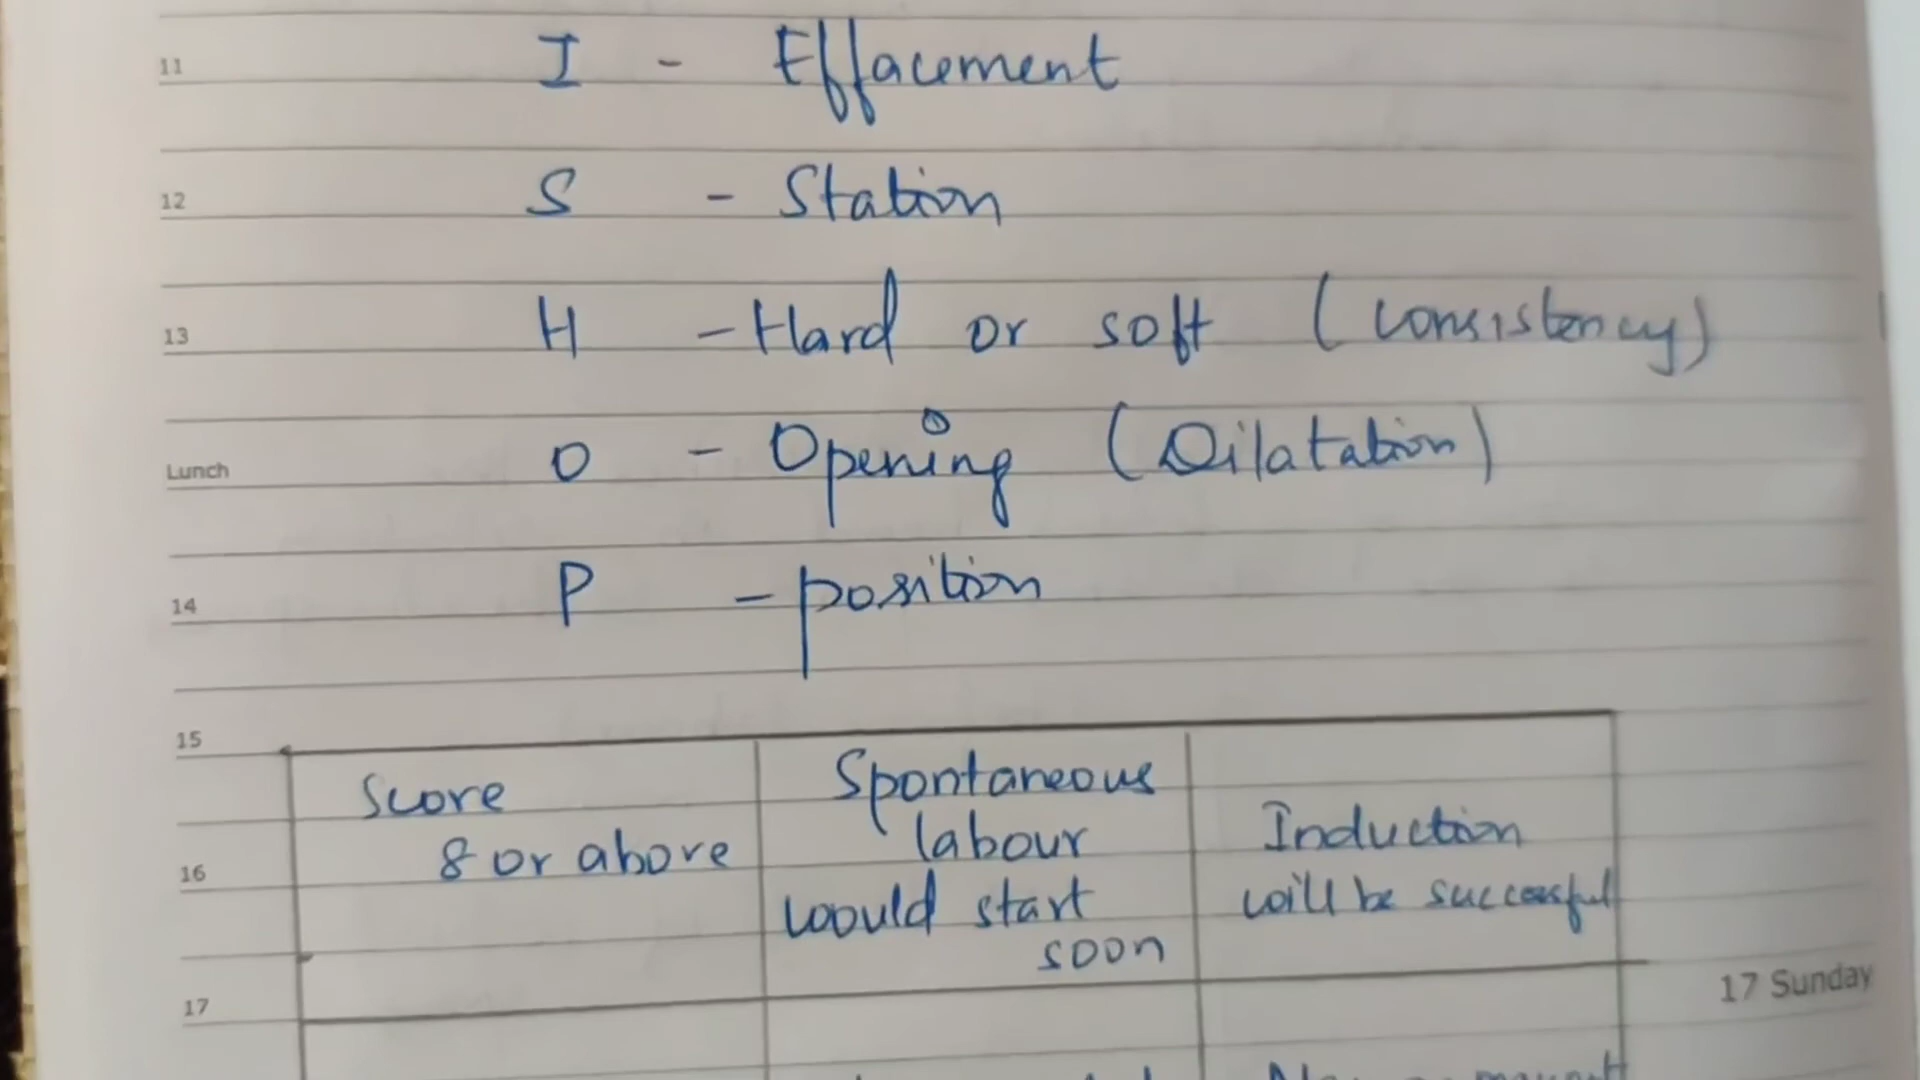 11 I - Effacement
12 S - Station
13 H - Hard or soft (consistency)
Lunch O - Opening (Dilatation)
14 P - position
15
Score
8 or above
Spontaneous
labour
would start
soon
Induction
will be successful
16
17
17 Sunday